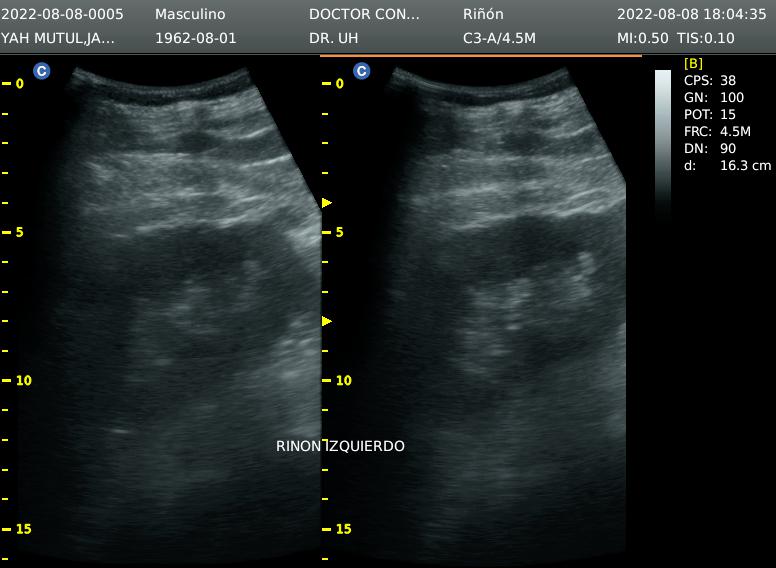 2022-08-08-0005 Masculino DOCTOR CON... Riñón 2022-08-08 18:04:35
YAH MUTUL,JA... 1962-08-01 DR. UH C3-A/4.5M MI:0.50 TIS:0.10
C C [B]
0 0 CPS: 38
GN: 100
POT: 15
FRC: 4.5M
DN: 90
d: 16.3 cm
5 5
10 10
RINON IZQUIERDO
15 15